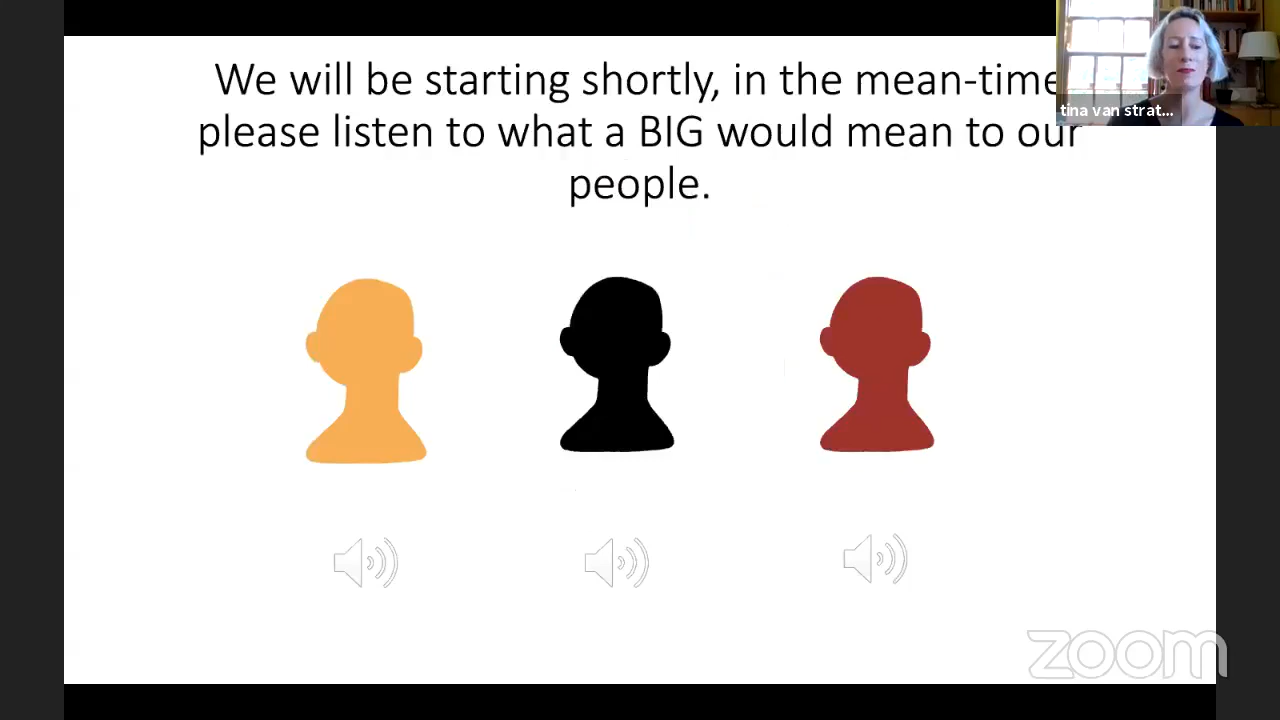 We will be starting shortly, in the mean-time
please listen to what a BIG would mean to our
people.
tina van strat...
zoom